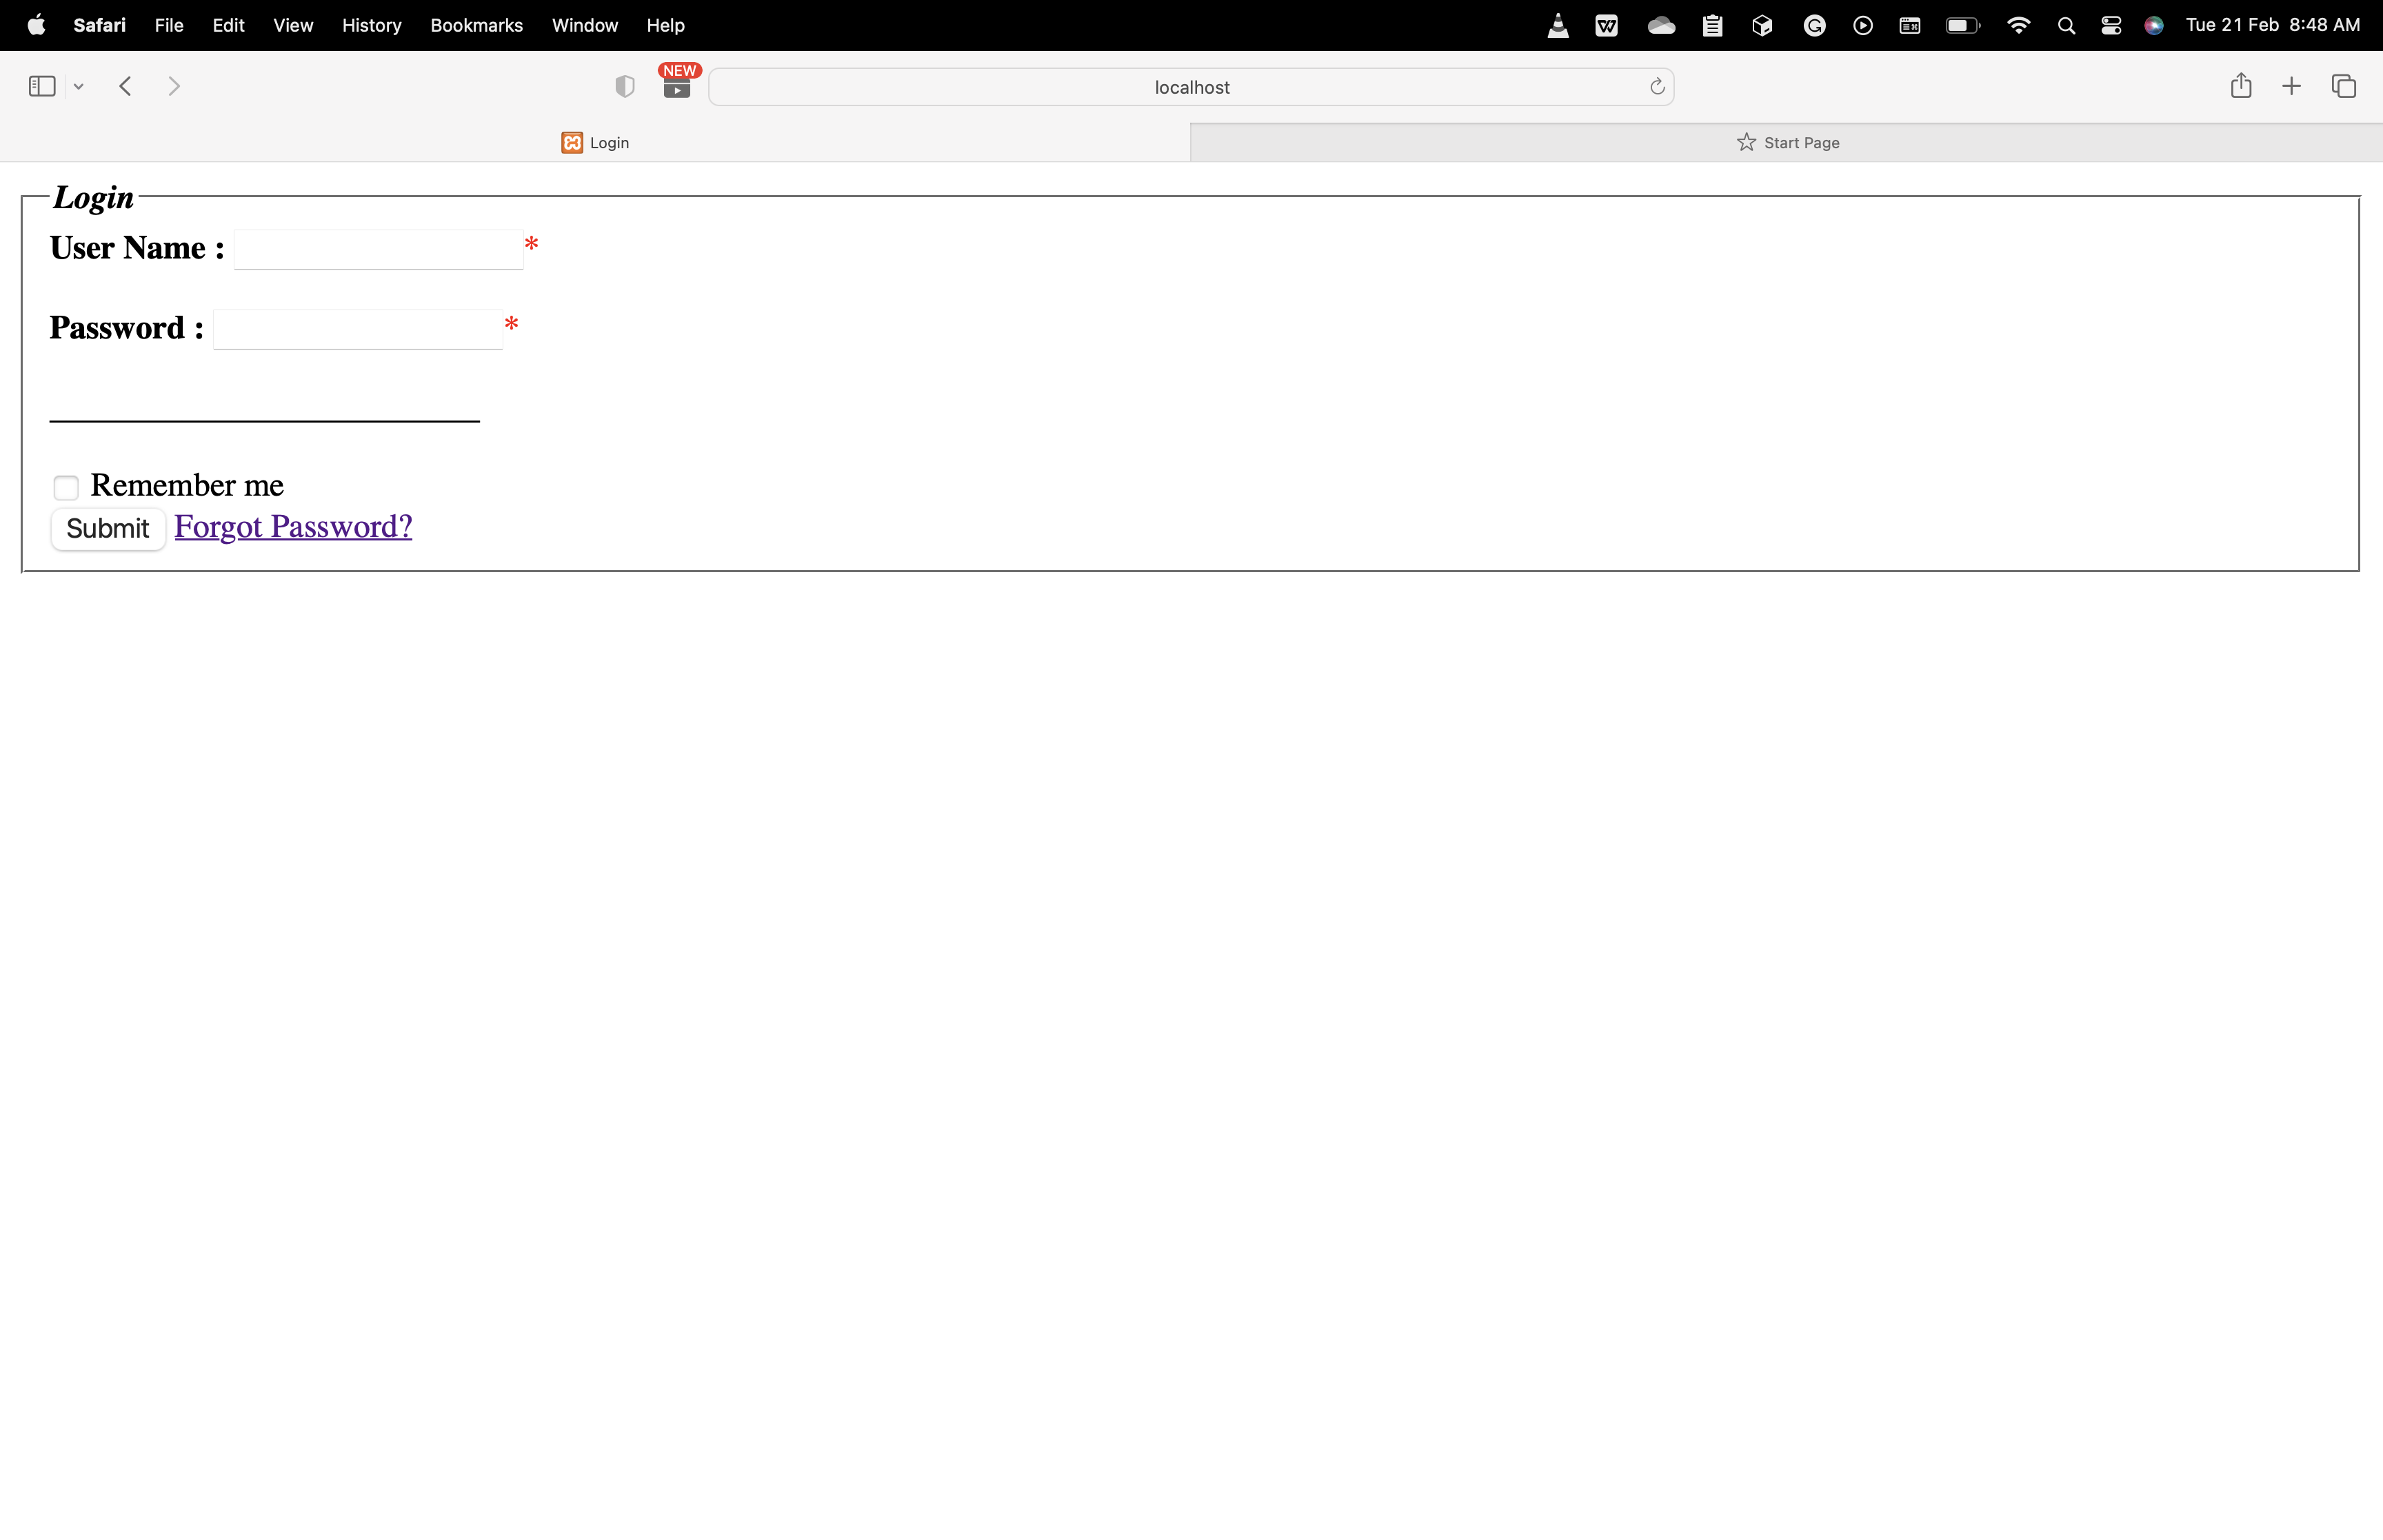 Safari File Edit View History Bookmarks Window Help Tue 21 Feb 8:48 AM
NEW
localhost
Login Start Page
Login
User Name : *
Password : *
Remember me
Submit Forgot Password?